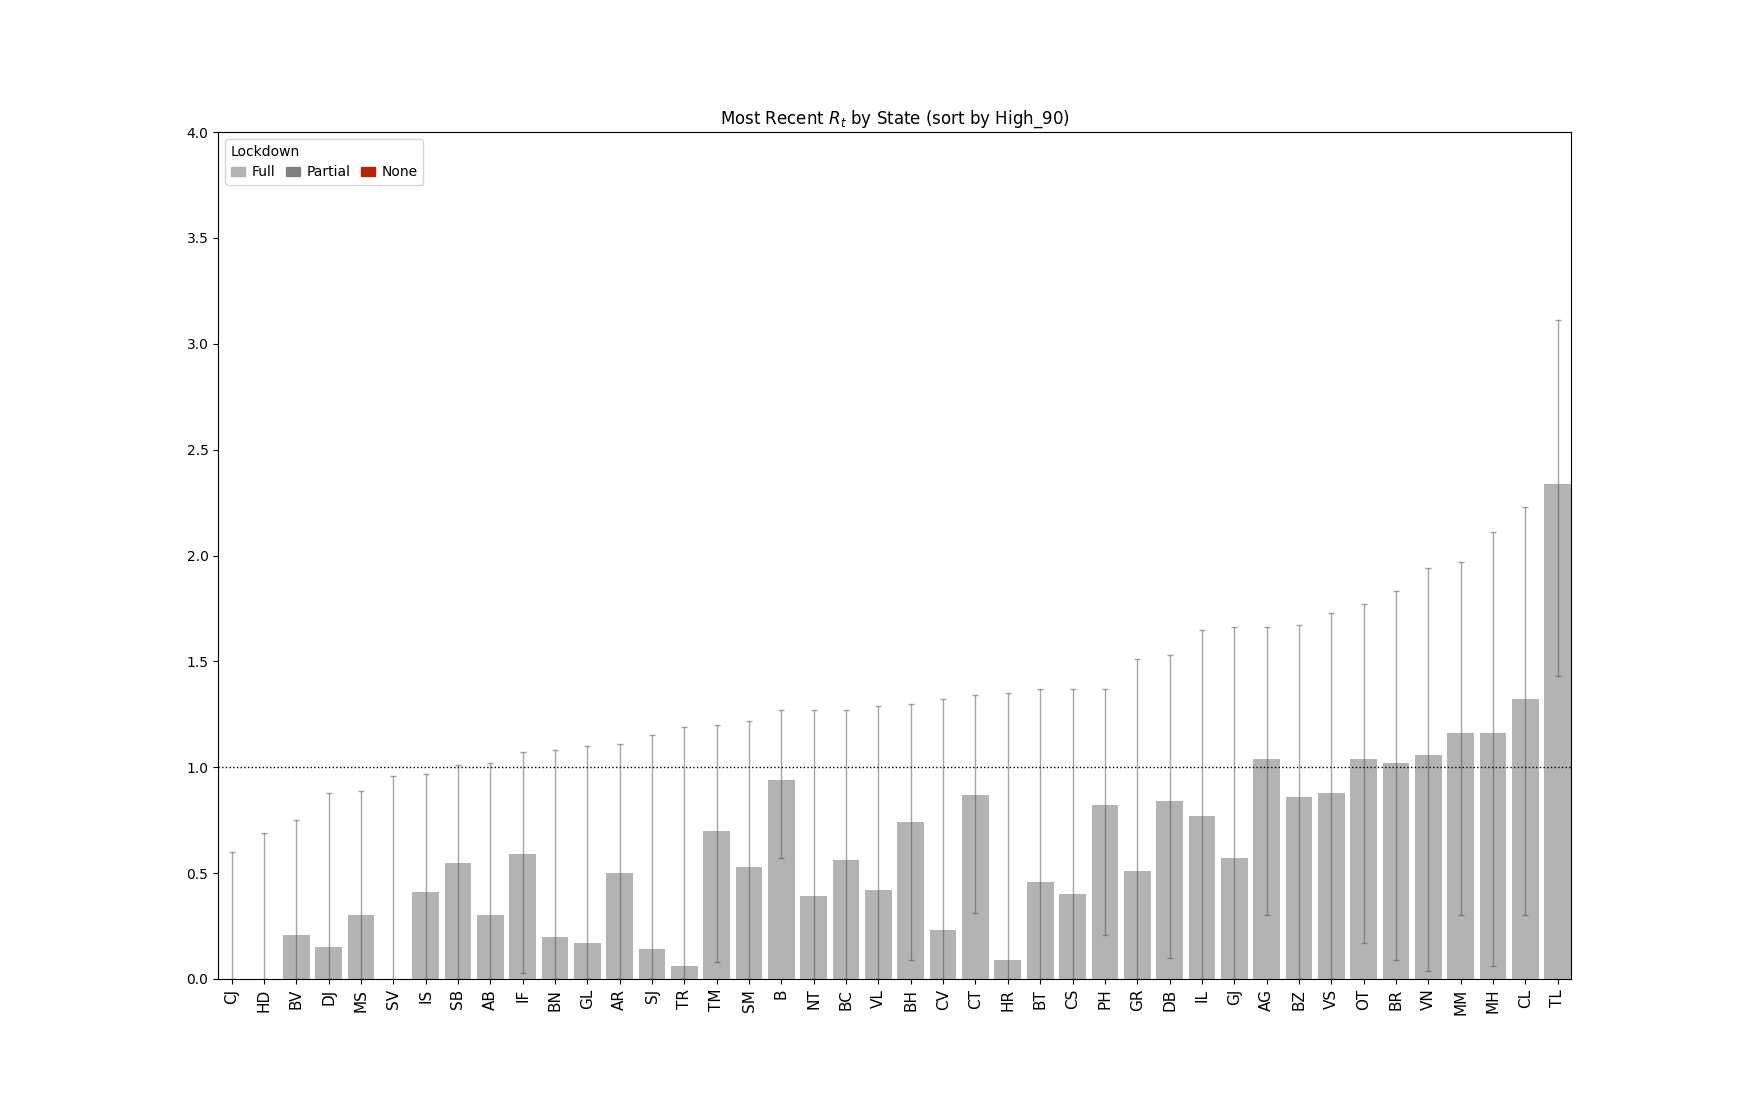 Most Recent R_t by State (sort by High_90)
Lockdown
Full Partial None
4.0
3.5
3.0
2.5
2.0
1.5
1.0
0.5
0.0
CJ HD BV DJ MS SV IS SB AB IF BN GL AR SJ TR TM SM B NT BC VL BH CV CT HR BT CS PH GR DB IL GJ AG BZ VS OT BR VN MM MH CL TL